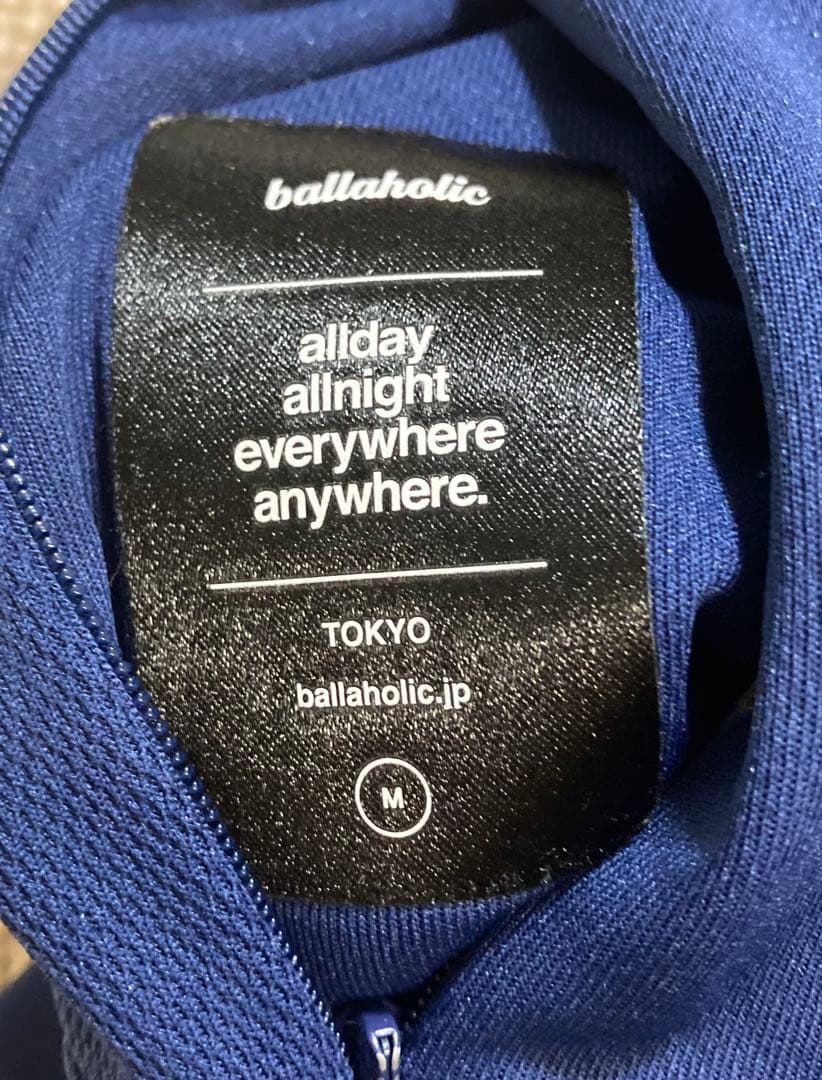 ballaholic
allday
allnight
everywhere
anywhere.
TOKYO
ballaholic.jp
M